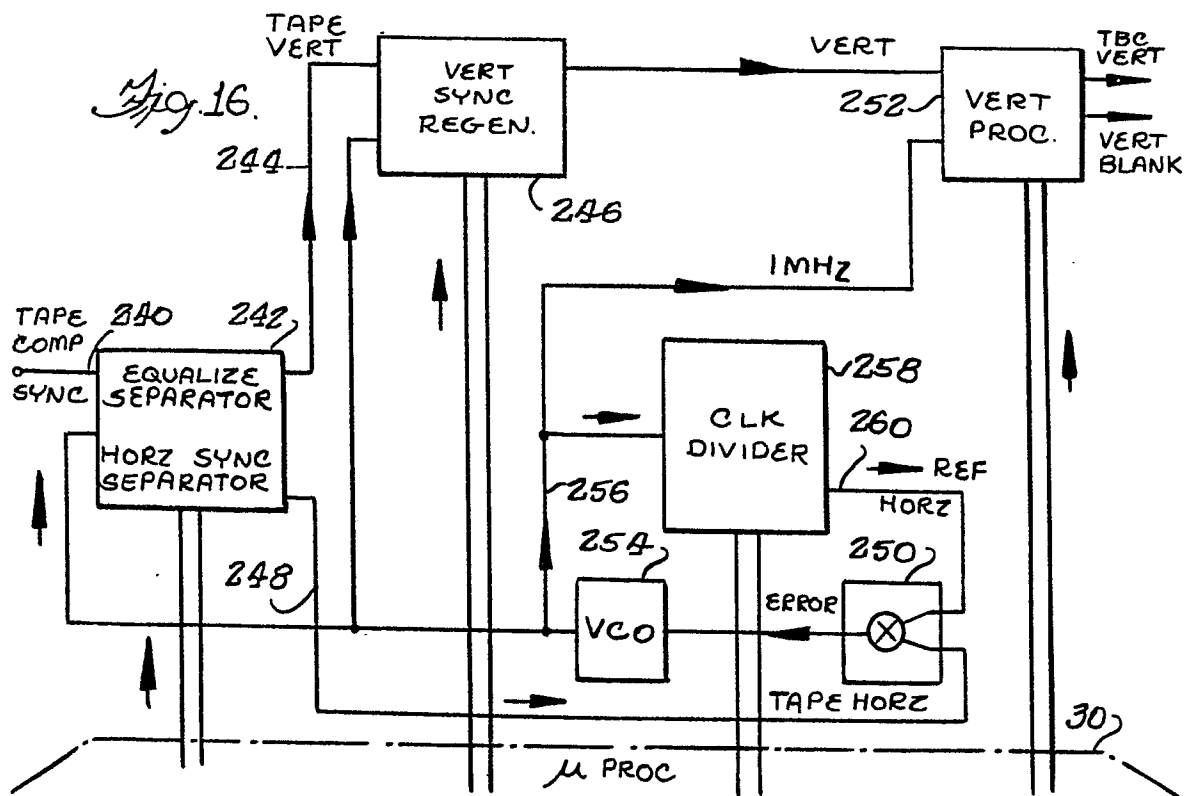 TAPE
VERT
Fig. 16.
244
VERT
SYNC
REGEN.
246
VERT
252
VERT
PROC.
TBC
VERT
VERT
BLANK
1 MHZ
TAPE
COMP
SYNC
240
242
EQUALIZE
SEPARATOR
HORZ SYNC
SEPARATOR
248
256
CLK
DIVIDER
258
260
REF
HORZ
254
VCO
ERROR
250
TAPE HORZ
30
μ PROC